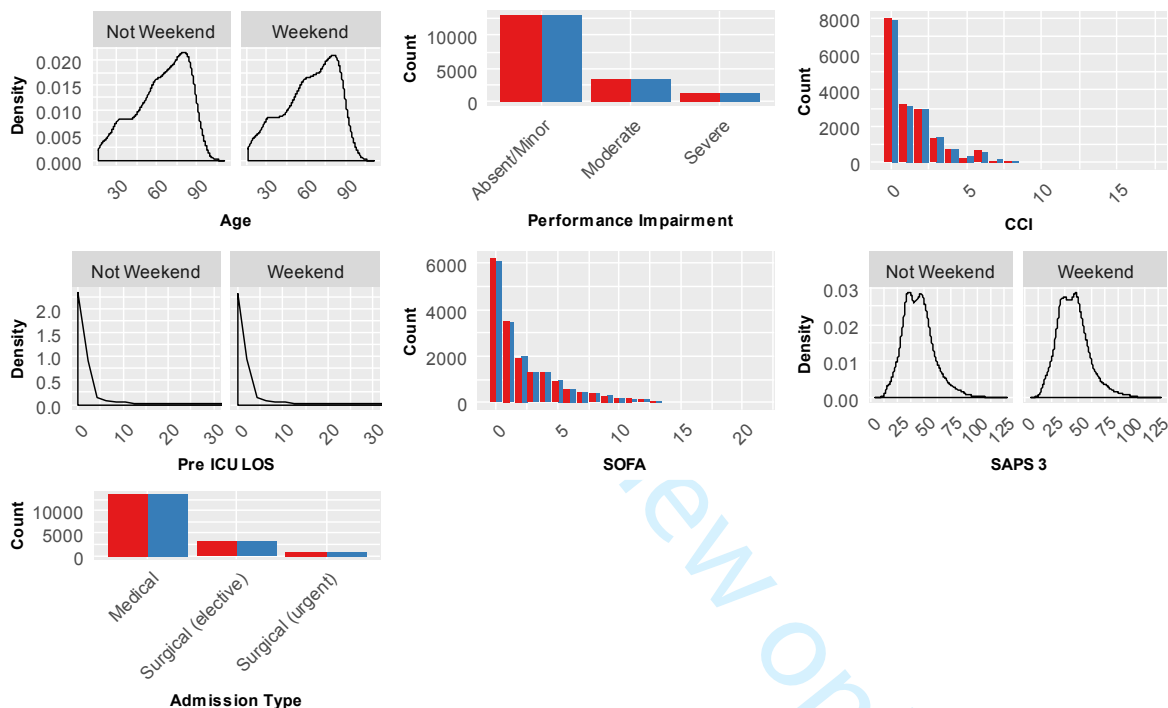 Not Weekend
Weekend
Density
0.020
0.015
0.010
0.005
0.000
30
60
90
30
60
90
Age
Count
10000
5000
0
Absent/Minor
Moderate
Severe
Performance Impairment
Count
8000
6000
4000
2000
0
0
5
10
15
CCI
Not Weekend
Weekend
Density
2.0
1.5
1.0
0.5
0.0
0
10
20
30
0
10
20
30
Pre ICU LOS
Count
6000
4000
2000
0
0
5
10
15
20
SOFA
Not Weekend
Weekend
Density
0.03
0.02
0.01
0.00
0
25
50
75
100
125
0
25
50
75
100
125
SAPS 3
Count
10000
5000
0
Medical
Surgical (elective)
Surgical (urgent)
Admission Type